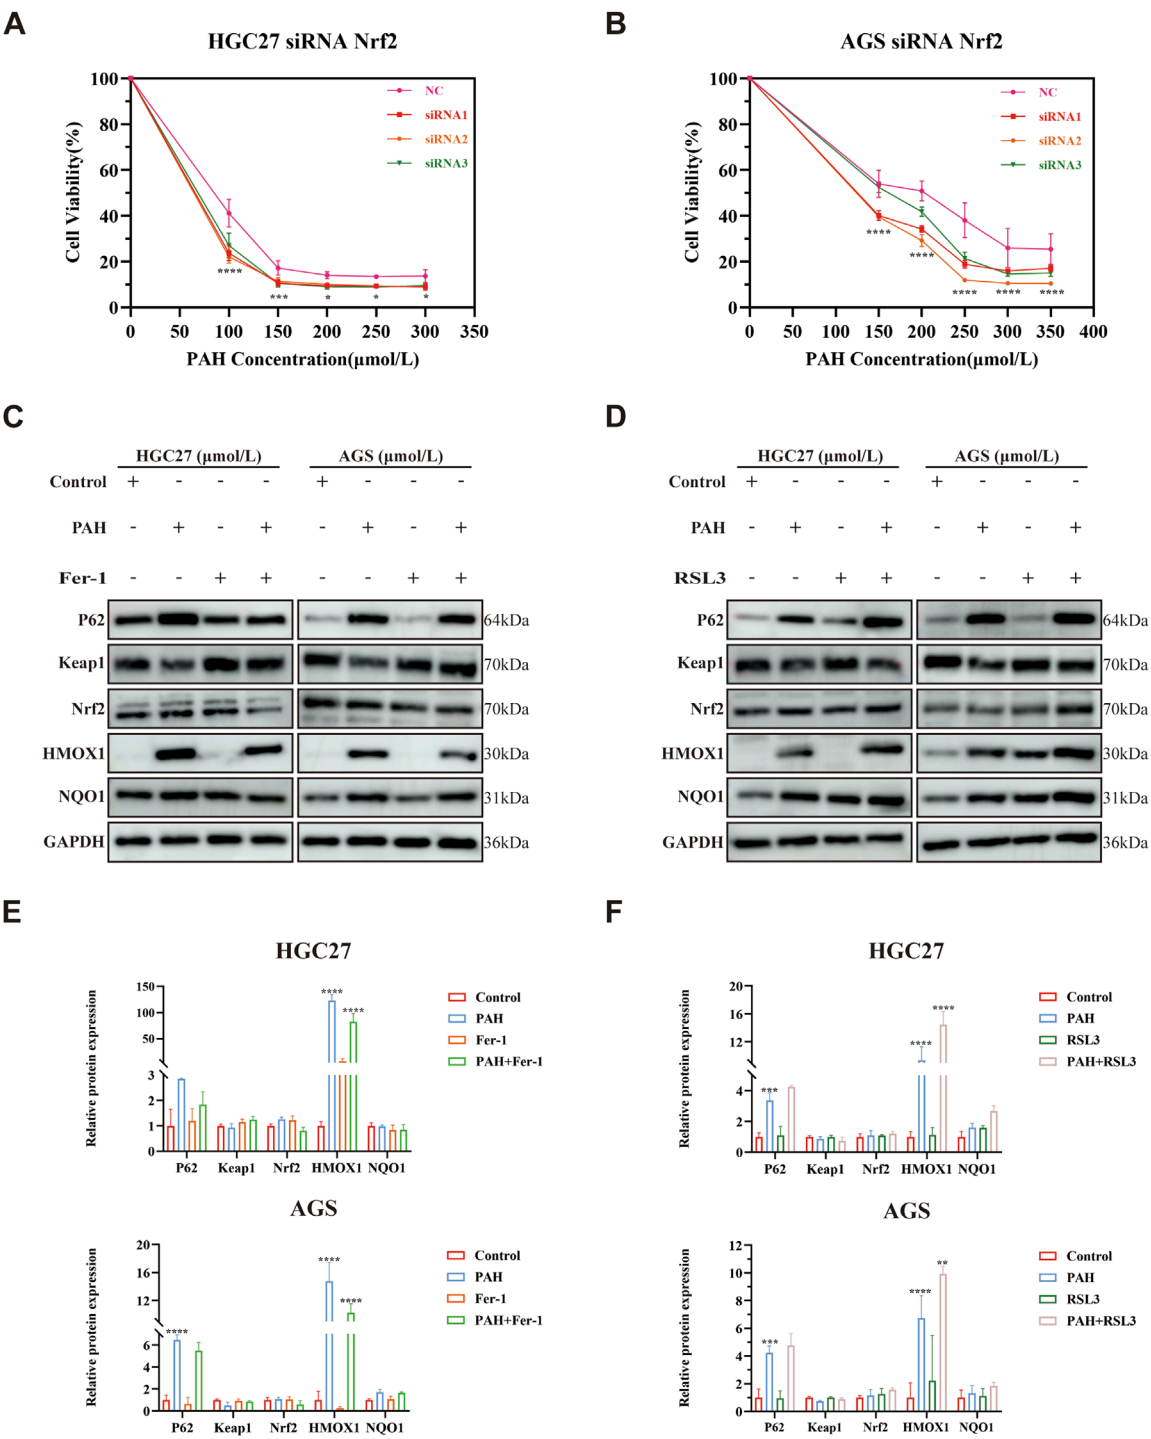 A
HGC27 siRNA Nrf2
Cell Viability(%)
100
80
60
40
20
0
NC
siRNA1
siRNA2
siRNA3
****
***
*
*
*
0 50 100 150 200 250 300 350
PAH Concentration(μmol/L)
B
AGS siRNA Nrf2
Cell Viability(%)
100
80
60
40
20
0
NC
siRNA1
siRNA2
siRNA3
****
****
****
****
****
0 50 100 150 200 250 300 350 400
PAH Concentration(μmol/L)
C
HGC27 (μmol/L) AGS (μmol/L)
Control + - - - + - - -
PAH - + - + - + - +
Fer-1 - - + + - - + +
P62 64kDa
Keap1 70kDa
Nrf2 70kDa
HMOX1 30kDa
NQO1 31kDa
GAPDH 36kDa
D
HGC27 (μmol/L) AGS (μmol/L)
Control + - - - + - - -
PAH - + - + - + - +
RSL3 - - + + - - + +
P62 64kDa
Keap1 70kDa
Nrf2 70kDa
HMOX1 30kDa
NQO1 31kDa
GAPDH 36kDa
E
HGC27
Relative protein expression
150
100
50
3
2
1
0
**** ****
Control
PAH
Fer-1
PAH+Fer-1
P62 Keap1 Nrf2 HMOX1 NQO1
AGS
Relative protein expression
20
16
12
6
4
2
0
**** **** ****
Control
PAH
Fer-1
PAH+Fer-1
P62 Keap1 Nrf2 HMOX1 NQO1
F
HGC27
Relative protein expression
20
16
12
4
2
0
*** **** ****
Control
PAH
RSL3
PAH+RSL3
P62 Keap1 Nrf2 HMOX1 NQO1
AGS
Relative protein expression
12
10
8
6
4
2
0
*** **** **
Control
PAH
RSL3
PAH+RSL3
P62 Keap1 Nrf2 HMOX1 NQO1